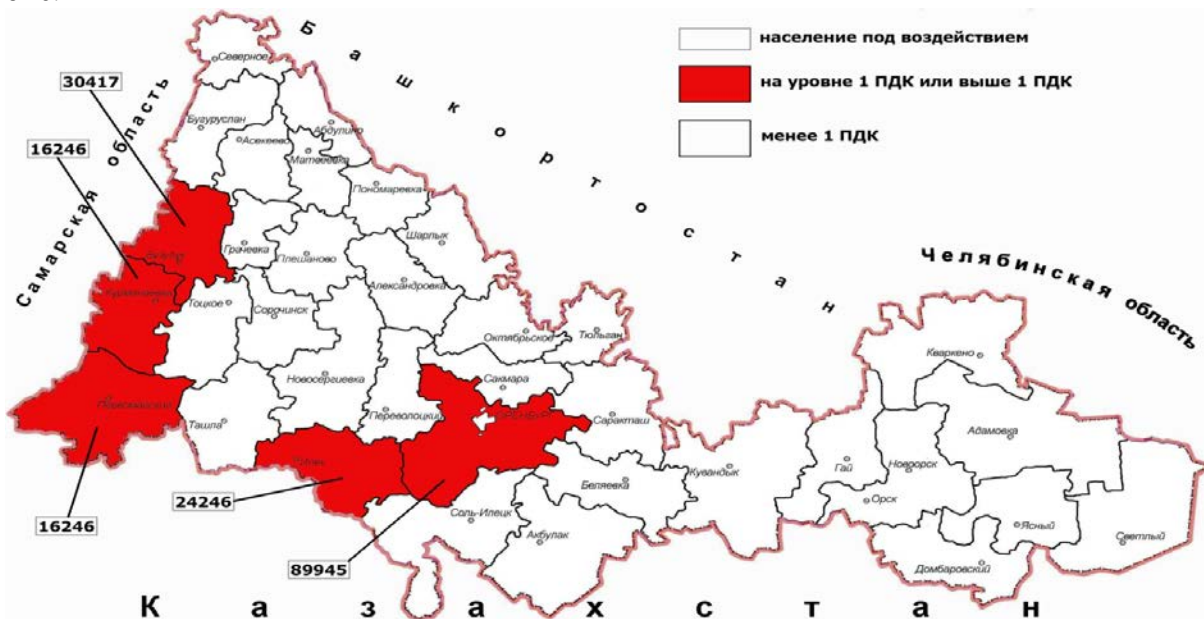 население под воздействием
на уровне 1 ПДК или выше 1 ПДК
менее 1 ПДК
Башкортостан
Самарская область
Челябинская область
Казахстан
30417
16246
16246
24246
89945
Северное
Бугуруслан
Абдулино
Асекеево
Матвеевка
Пономаревка
Грачевка
Плешаново
Шарлык
Александровка
Курманаевка
Тоцкое
Сорочинск
Октябрьское
Тюльган
Новосергиевка
Сакмара
Первомайский
Переволоцкий
Саракташ
Ташла
Илек
Беляевка
Кувандык
Соль-Илецк
Акбулак
Гай
Новоорск
Орск
Кваркено
Адамовка
Ясный
Светлый
Домбаровский